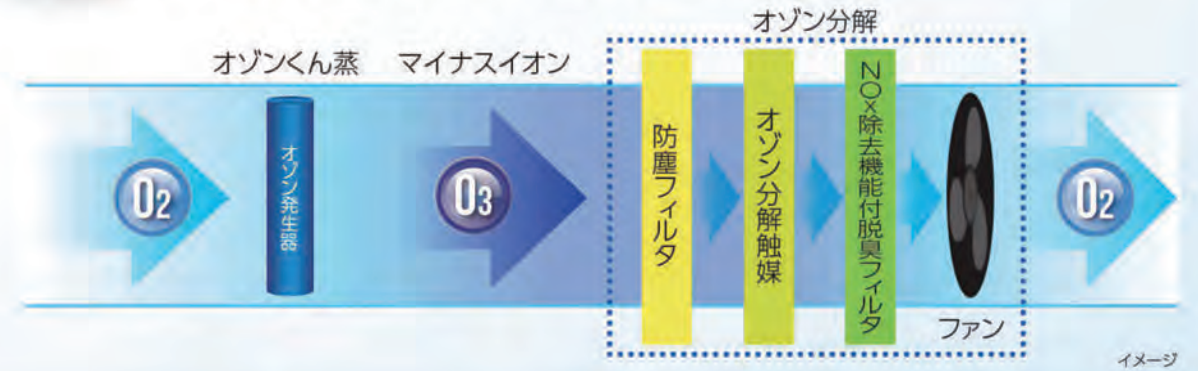 オゾン分解
オゾンくん蒸
マイナスイオン
O2
オゾン発生器
O3
防塵フィルタ
オゾン分解触媒
NOx除去機能付脱臭フィルタ
ファン
O2
イメージ